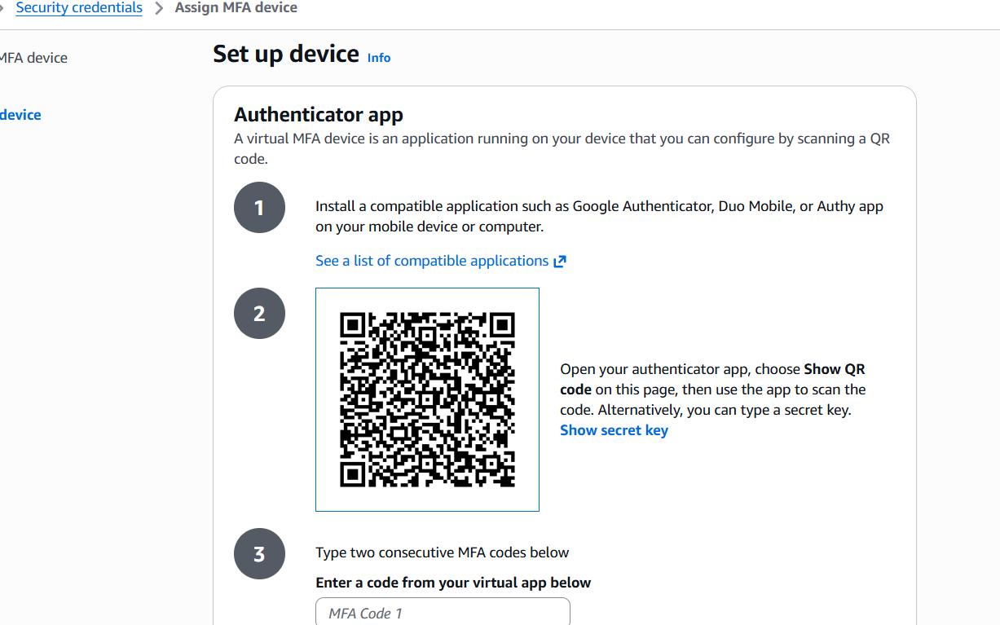 Security credentials > Assign MFA device
MFA device
device
Set up device Info
Authenticator app
A virtual MFA device is an application running on your device that you can configure by scanning a QR
code.
1
Install a compatible application such as Google Authenticator, Duo Mobile, or Authy app
on your mobile device or computer.
See a list of compatible applications
2
Open your authenticator app, choose Show QR
code on this page, then use the app to scan the
code. Alternatively, you can type a secret key.
Show secret key
3
Type two consecutive MFA codes below
Enter a code from your virtual app below
MFA Code 1